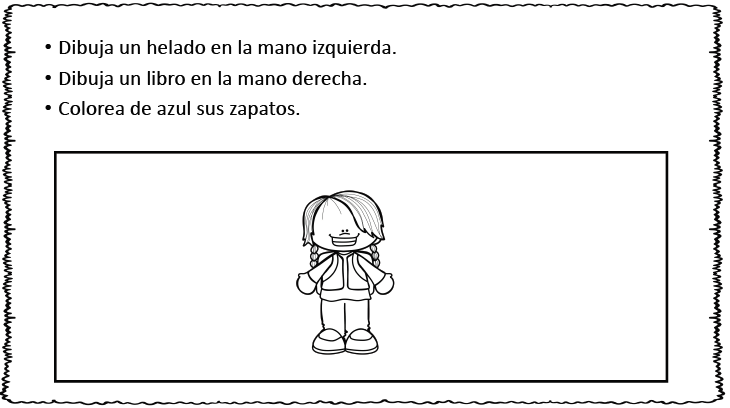 • Dibuja un helado en la mano izquierda.
• Dibuja un libro en la mano derecha.
• Colorea de azul sus zapatos.